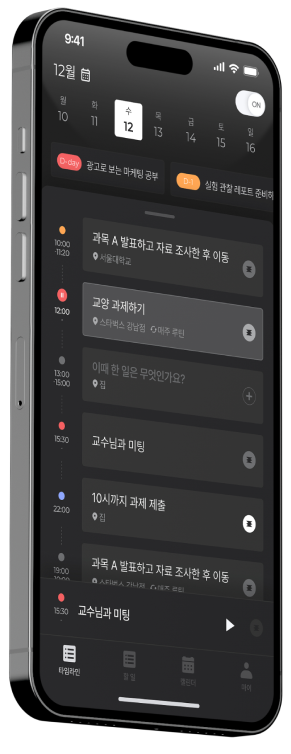 9:41
12월
ON
월 화 수 목 금 토 일
10 11 12 13 14 15 16
D-day 광고로 보는 마케팅 공부
D-7 실험 관찰 레포트 준비하
10:00
-11:20
과목 A 발표하고 자료 조사한 후 이동
서울대학교
12:00
-
교양 과제하기
스타벅스 강남점 매주 루틴
13:00
-15:00
이때 한 일은 무엇인가요?
집
15:30
-
교수님과 미팅
22:00
-
10시까지 과제 제출
집
19:00
과목 A 발표하고 자료 조사한 후 이동
스타벅스 강남점 매주 루틴
15:30
-
교수님과 미팅
타임라인
할 일
캘린더